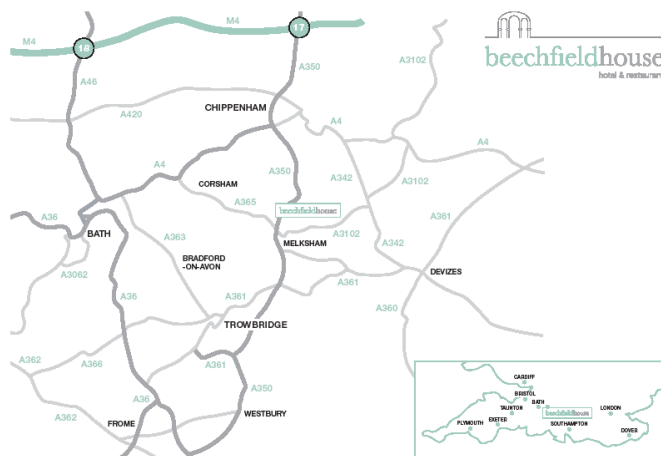 M4
18
M4
17
beechfieldhouse
hotel & restaurant
A46
A350
A3102
A420
CHIPPENHAM
A4
A4
A350
A342
A3102
CORSHAM
A365
beechfieldhouse
A361
A36
BATH
A363
A3102
MELKSHAM
A342
BRADFORD
-ON-AVON
DEVIZES
A3062
A36
A361
A361
A360
TROWBRIDGE
A362
A366
A361
A36
A350
A362
WESTBURY
FROME
CARDIFF
BRISTOL
BATH
TAUNTON
beechfieldhouse
LONDON
PLYMOUTH
EXETER
SOUTHAMPTON
DOVER